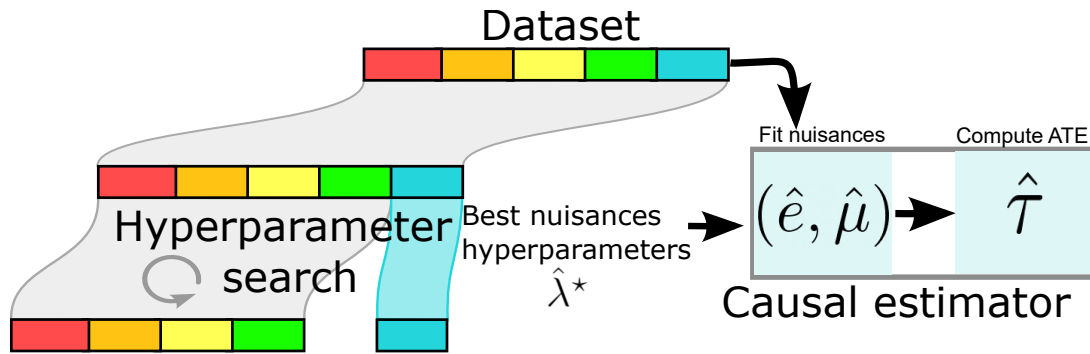 Dataset
Fit nuisances
Compute ATE
(ê, μ̂)
τ̂
Hyperparameter
search
Best nuisances
hyperparameters
λ̂⋆
Causal estimator